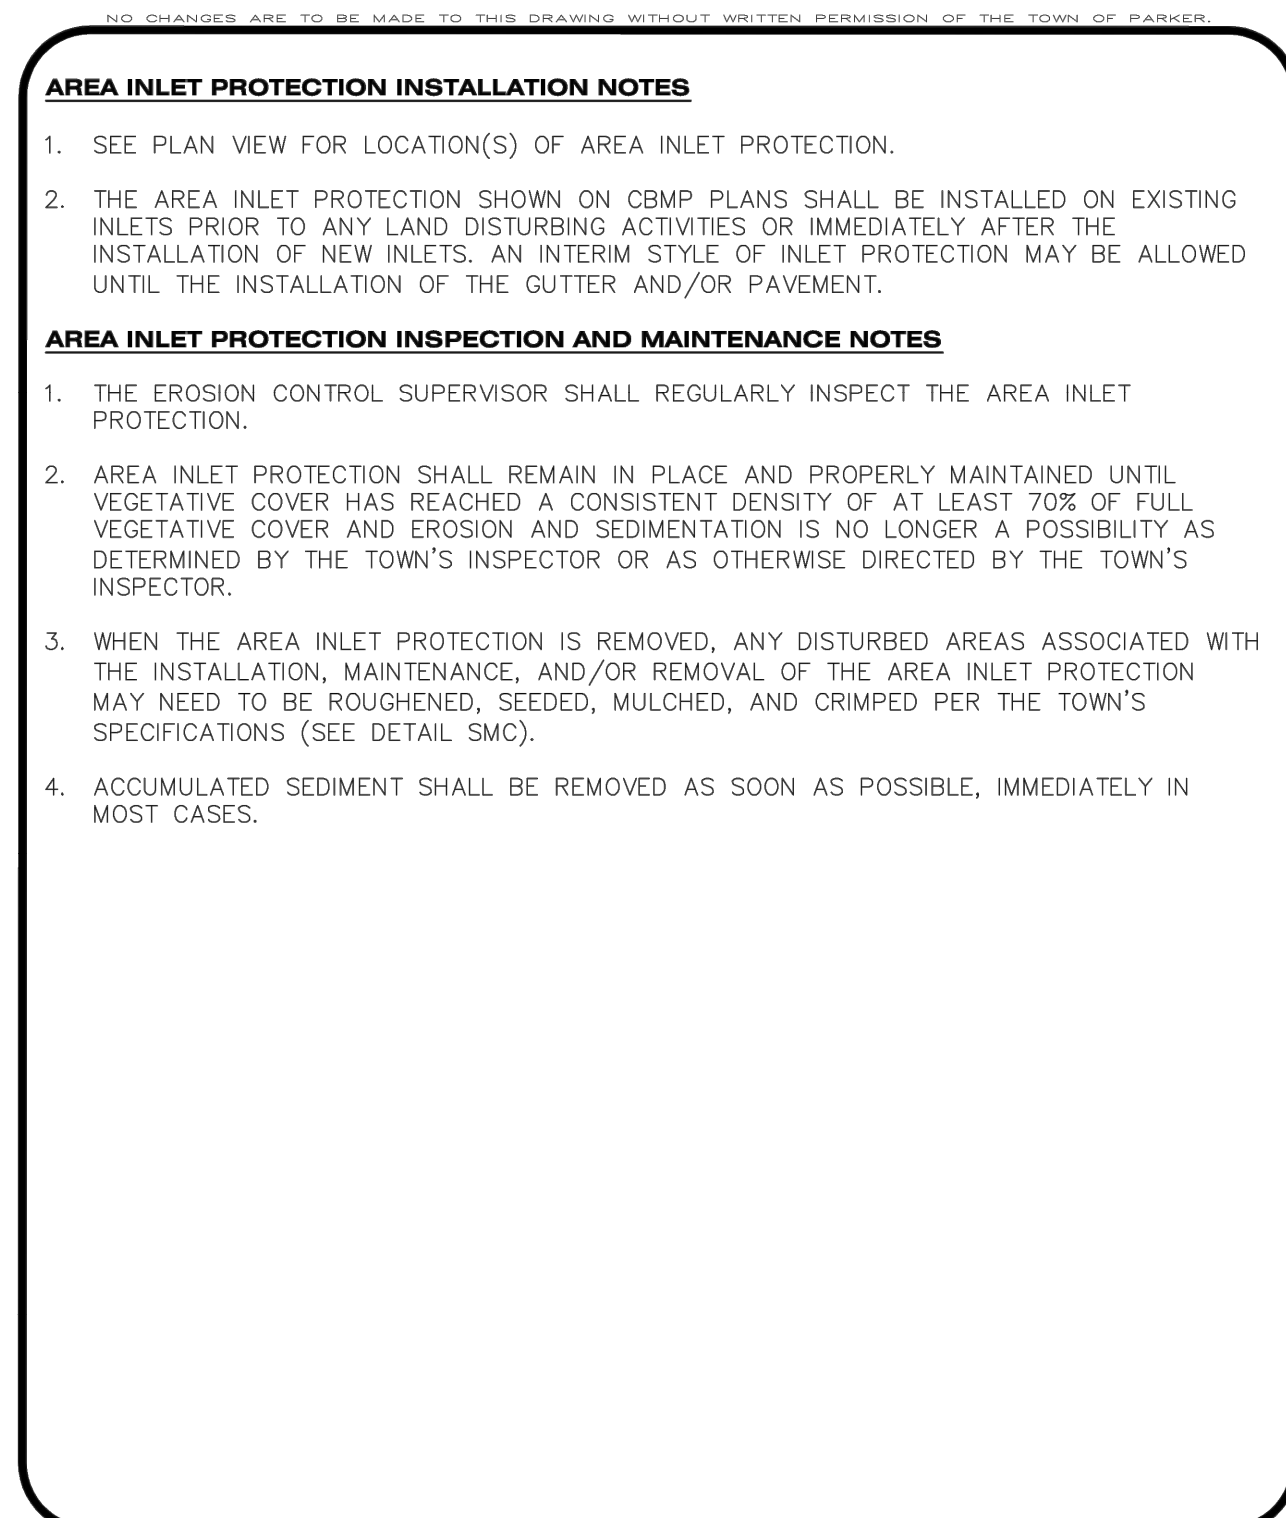 NO CHANGES ARE TO BE MADE TO THIS DRAWING WITHOUT WRITTEN PERMISSION OF THE TOWN OF PARKER.
AREA INLET PROTECTION INSTALLATION NOTES
1. SEE PLAN VIEW FOR LOCATION(S) OF AREA INLET PROTECTION.
2. THE AREA INLET PROTECTION SHOWN ON CBMP PLANS SHALL BE INSTALLED ON EXISTING
INLETS PRIOR TO ANY LAND DISTURBING ACTIVITIES OR IMMEDIATELY AFTER THE
INSTALLATION OF NEW INLETS. AN INTERIM STYLE OF INLET PROTECTION MAY BE ALLOWED
UNTIL THE INSTALLATION OF THE GUTTER AND/OR PAVEMENT.
AREA INLET PROTECTION INSPECTION AND MAINTENANCE NOTES
1. THE EROSION CONTROL SUPERVISOR SHALL REGULARLY INSPECT THE AREA INLET
PROTECTION.
2. AREA INLET PROTECTION SHALL REMAIN IN PLACE AND PROPERLY MAINTAINED UNTIL
VEGETATIVE COVER HAS REACHED A CONSISTENT DENSITY OF AT LEAST 70% OF FULL
VEGETATIVE COVER AND EROSION AND SEDIMENTATION IS NO LONGER A POSSIBILITY AS
DETERMINED BY THE TOWN'S INSPECTOR OR AS OTHERWISE DIRECTED BY THE TOWN'S
INSPECTOR.
3. WHEN THE AREA INLET PROTECTION IS REMOVED, ANY DISTURBED AREAS ASSOCIATED WITH
THE INSTALLATION, MAINTENANCE, AND/OR REMOVAL OF THE AREA INLET PROTECTION
MAY NEED TO BE ROUGHENED, SEEDED, MULCHED, AND CRIMPED PER THE TOWN'S
SPECIFICATIONS (SEE DETAIL SMC).
4. ACCUMULATED SEDIMENT SHALL BE REMOVED AS SOON AS POSSIBLE, IMMEDIATELY IN
MOST CASES.